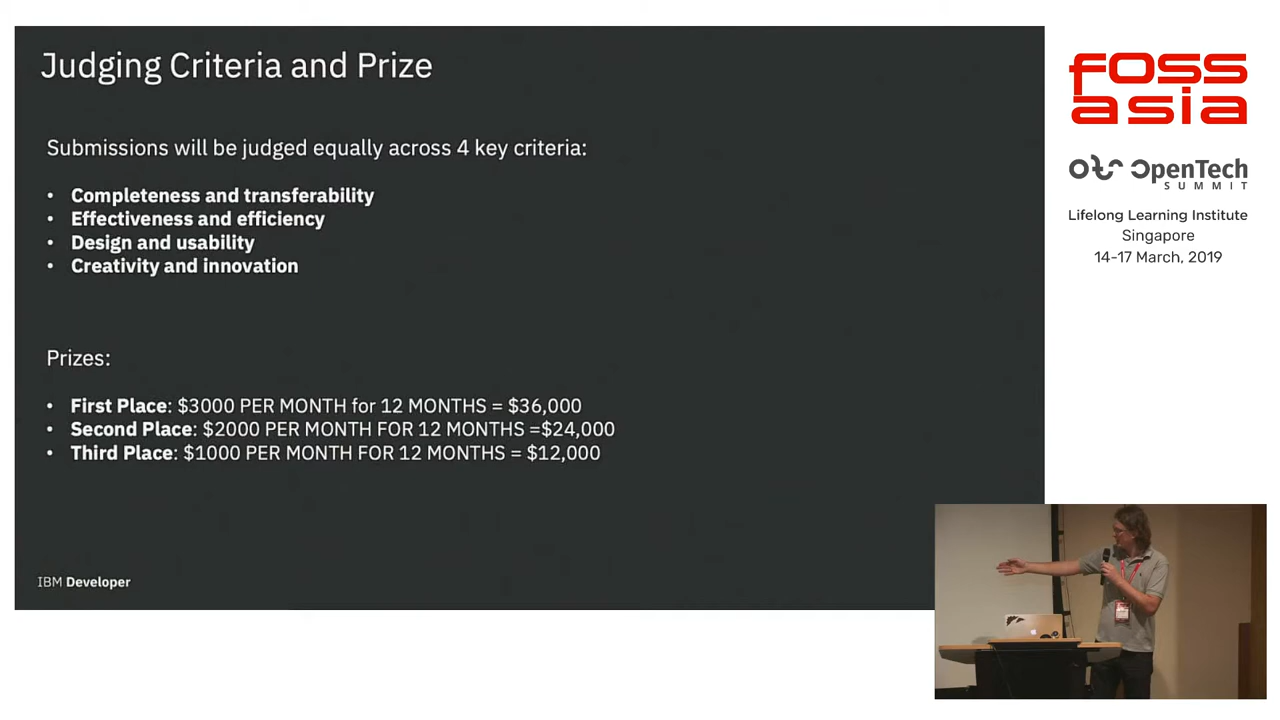 Judging Criteria and Prize
Submissions will be judged equally across 4 key criteria:
• Completeness and transferability
• Effectiveness and efficiency
• Design and usability
• Creativity and innovation
Prizes:
• First Place: $3000 PER MONTH for 12 MONTHS = $36,000
• Second Place: $2000 PER MONTH FOR 12 MONTHS =$24,000
• Third Place: $1000 PER MONTH FOR 12 MONTHS = $12,000
IBM Developer
foss
asia
OpenTech
SUMMIT
Lifelong Learning Institute
Singapore
14-17 March, 2019